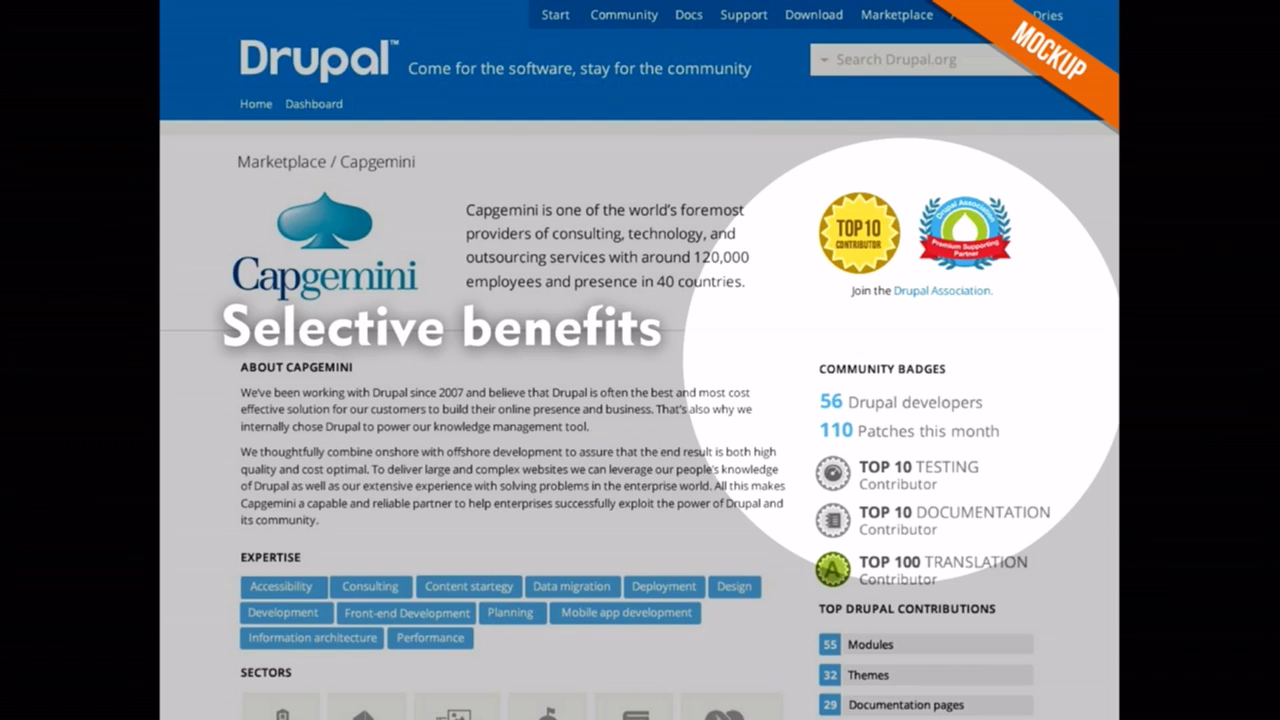 Start Community Docs Support Download Marketplace Dries
MOCKUP
Drupal™ Come for the software, stay for the community
Search Drupal.org
Home Dashboard
Marketplace / Capgemini
Capgemini
Capgemini is one of the world's foremost
providers of consulting, technology, and
outsourcing services with around 120,000
employees and presence in 40 countries.
TOP 10
CONTRIBUTOR
Drupal Association
Premium Supporting
Partner
Join the Drupal Association.
Selective benefits
ABOUT CAPGEMINI
We've been working with Drupal since 2007 and believe that Drupal is often the best and most cost
effective solution for our customers to build their online presence and business. That's also why we
internally chose Drupal to power our knowledge management tool.
We thoughtfully combine onshore with offshore development to assure that the end result is both high
quality and cost optimal. To deliver large and complex websites we can leverage our people's knowledge
of Drupal as well as our extensive experience with solving problems in the enterprise world. All this makes
Capgemini a capable and reliable partner to help enterprises successfully exploit the power of Drupal and
its community.
EXPERTISE
Accessibility Consulting Content startegy Data migration Deployment Design
Development Front-end Development Planning Mobile app development
Information architecture Performance
SECTORS
COMMUNITY BADGES
56 Drupal developers
110 Patches this month
TOP 10 TESTING
Contributor
TOP 10 DOCUMENTATION
Contributor
A
TOP 100 TRANSLATION
Contributor
TOP DRUPAL CONTRIBUTIONS
55 Modules
32 Themes
29 Documentation pages